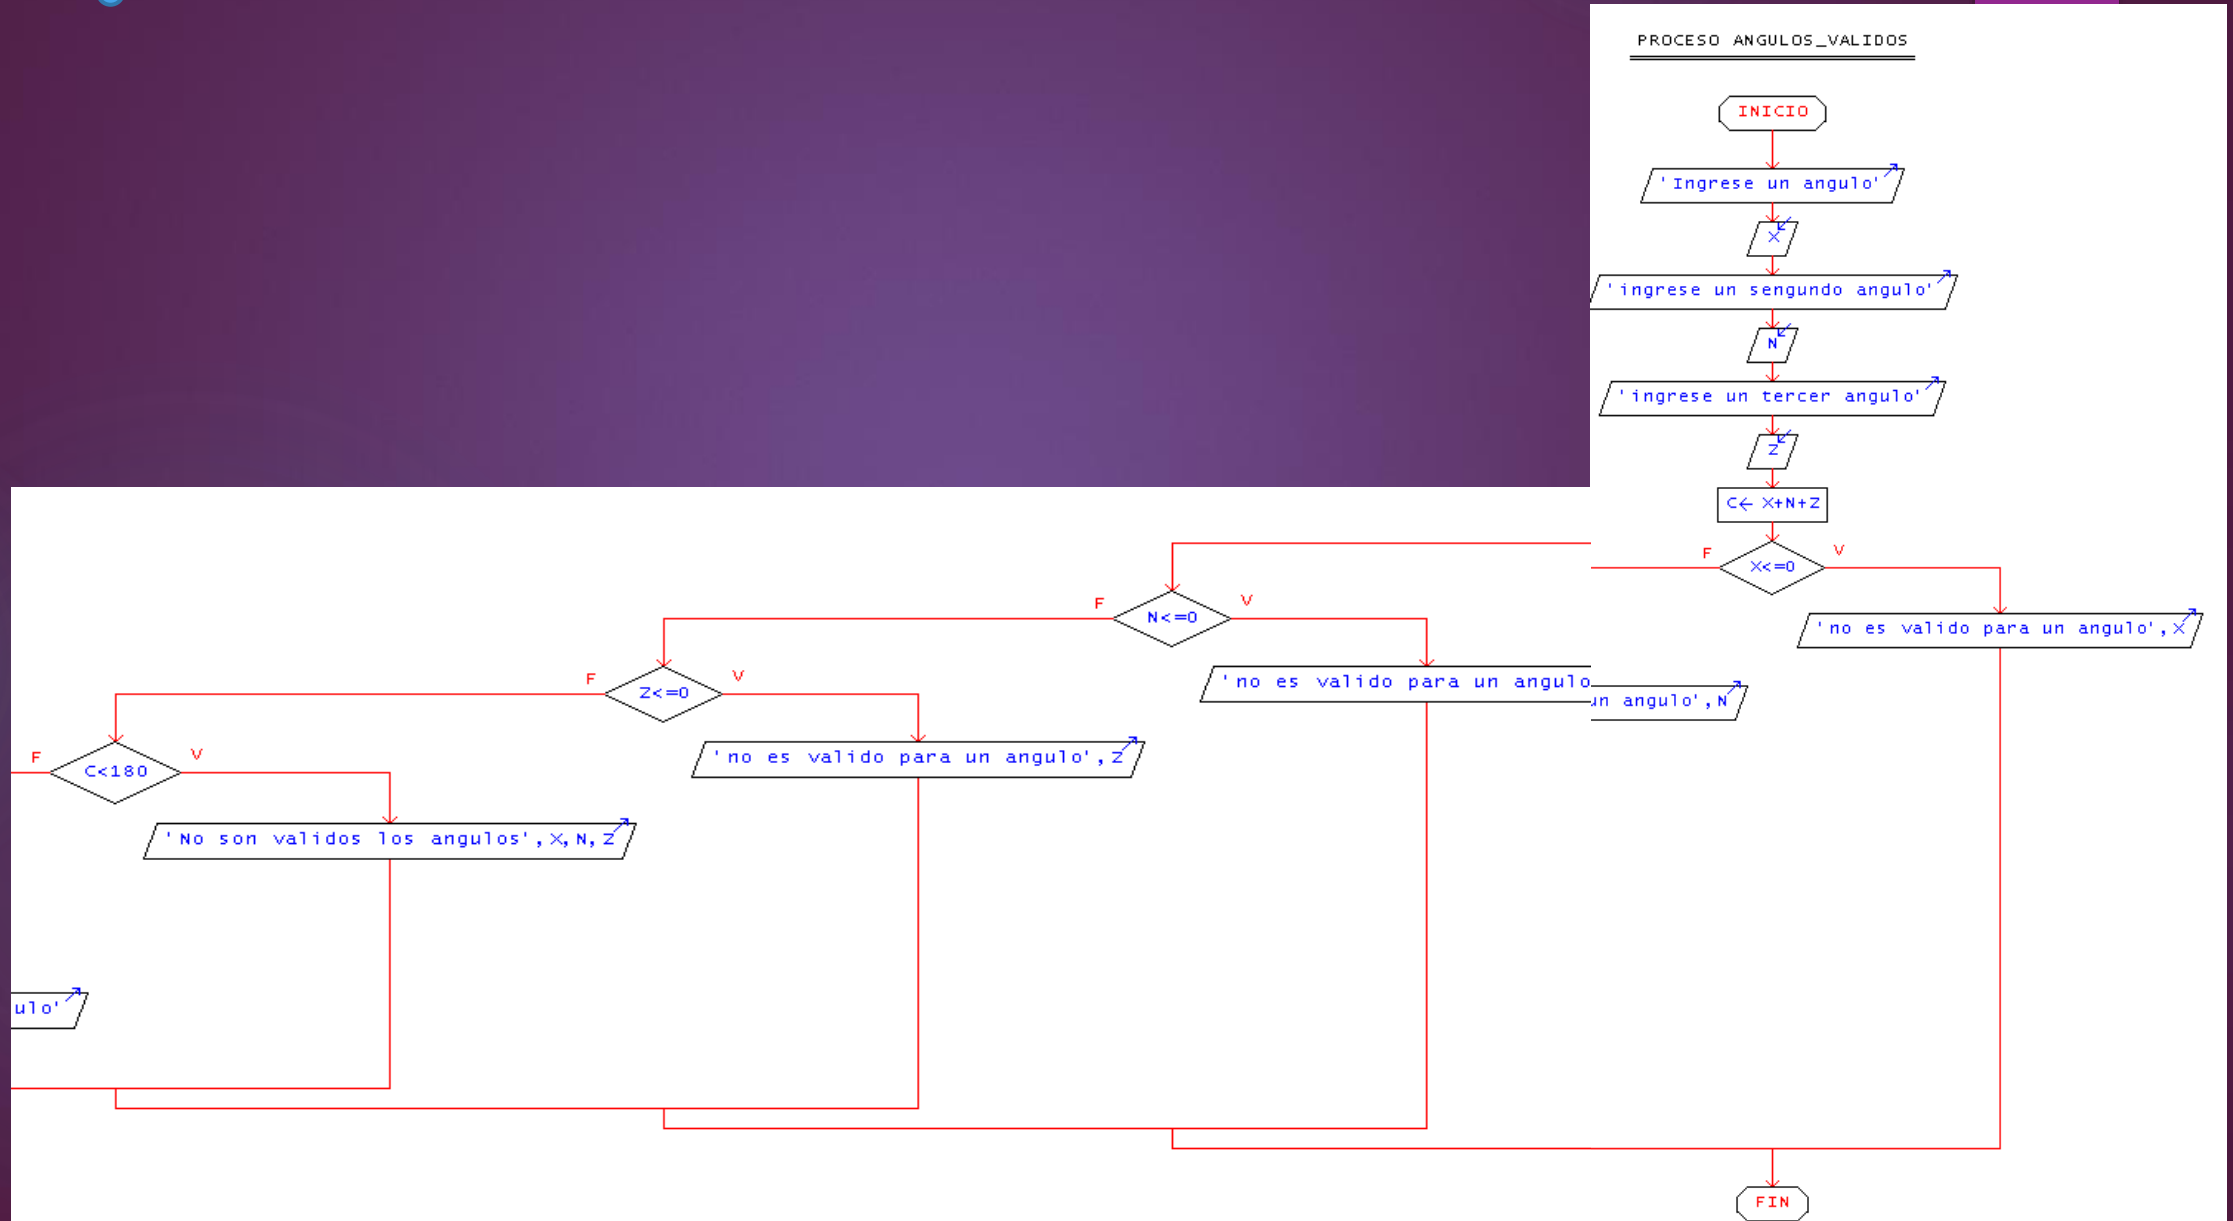 PROCESO ANGULOS_VALIDOS
INICIO
'Ingrese un angulo'
X
'ingrese un sengundo angulo'
N
'ingrese un tercer angulo'
Z
C← X+N+Z
F
X<=0
V
'no es valido para un angulo',X
F
N<=0
V
'no es valido para un angulo
un angulo',N
F
Z<=0
V
'no es valido para un angulo',Z
F
C<180
V
'No son validos los angulos',X,N,Z
ulo'
FIN